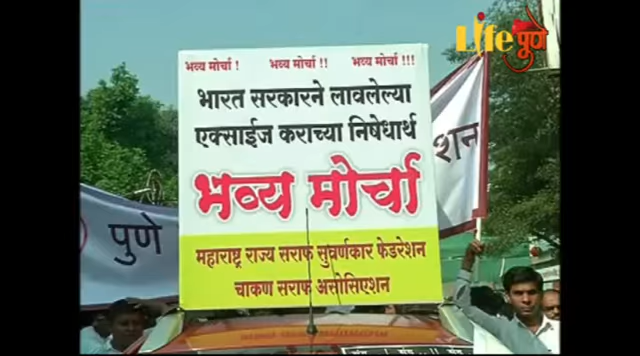 Life पुणे
भव्य मोर्चा ! भव्य मोर्चा !! भव्य मोर्चा !!!
भारत सरकारने लावलेल्या
एक्साईज कराच्या निषेधार्थ
भव्य मोर्चा
महाराष्ट्र राज्य सराफ सुवर्णकार फेडरेशन
चाकण सराफ असोसिएशन
शन
पुणे